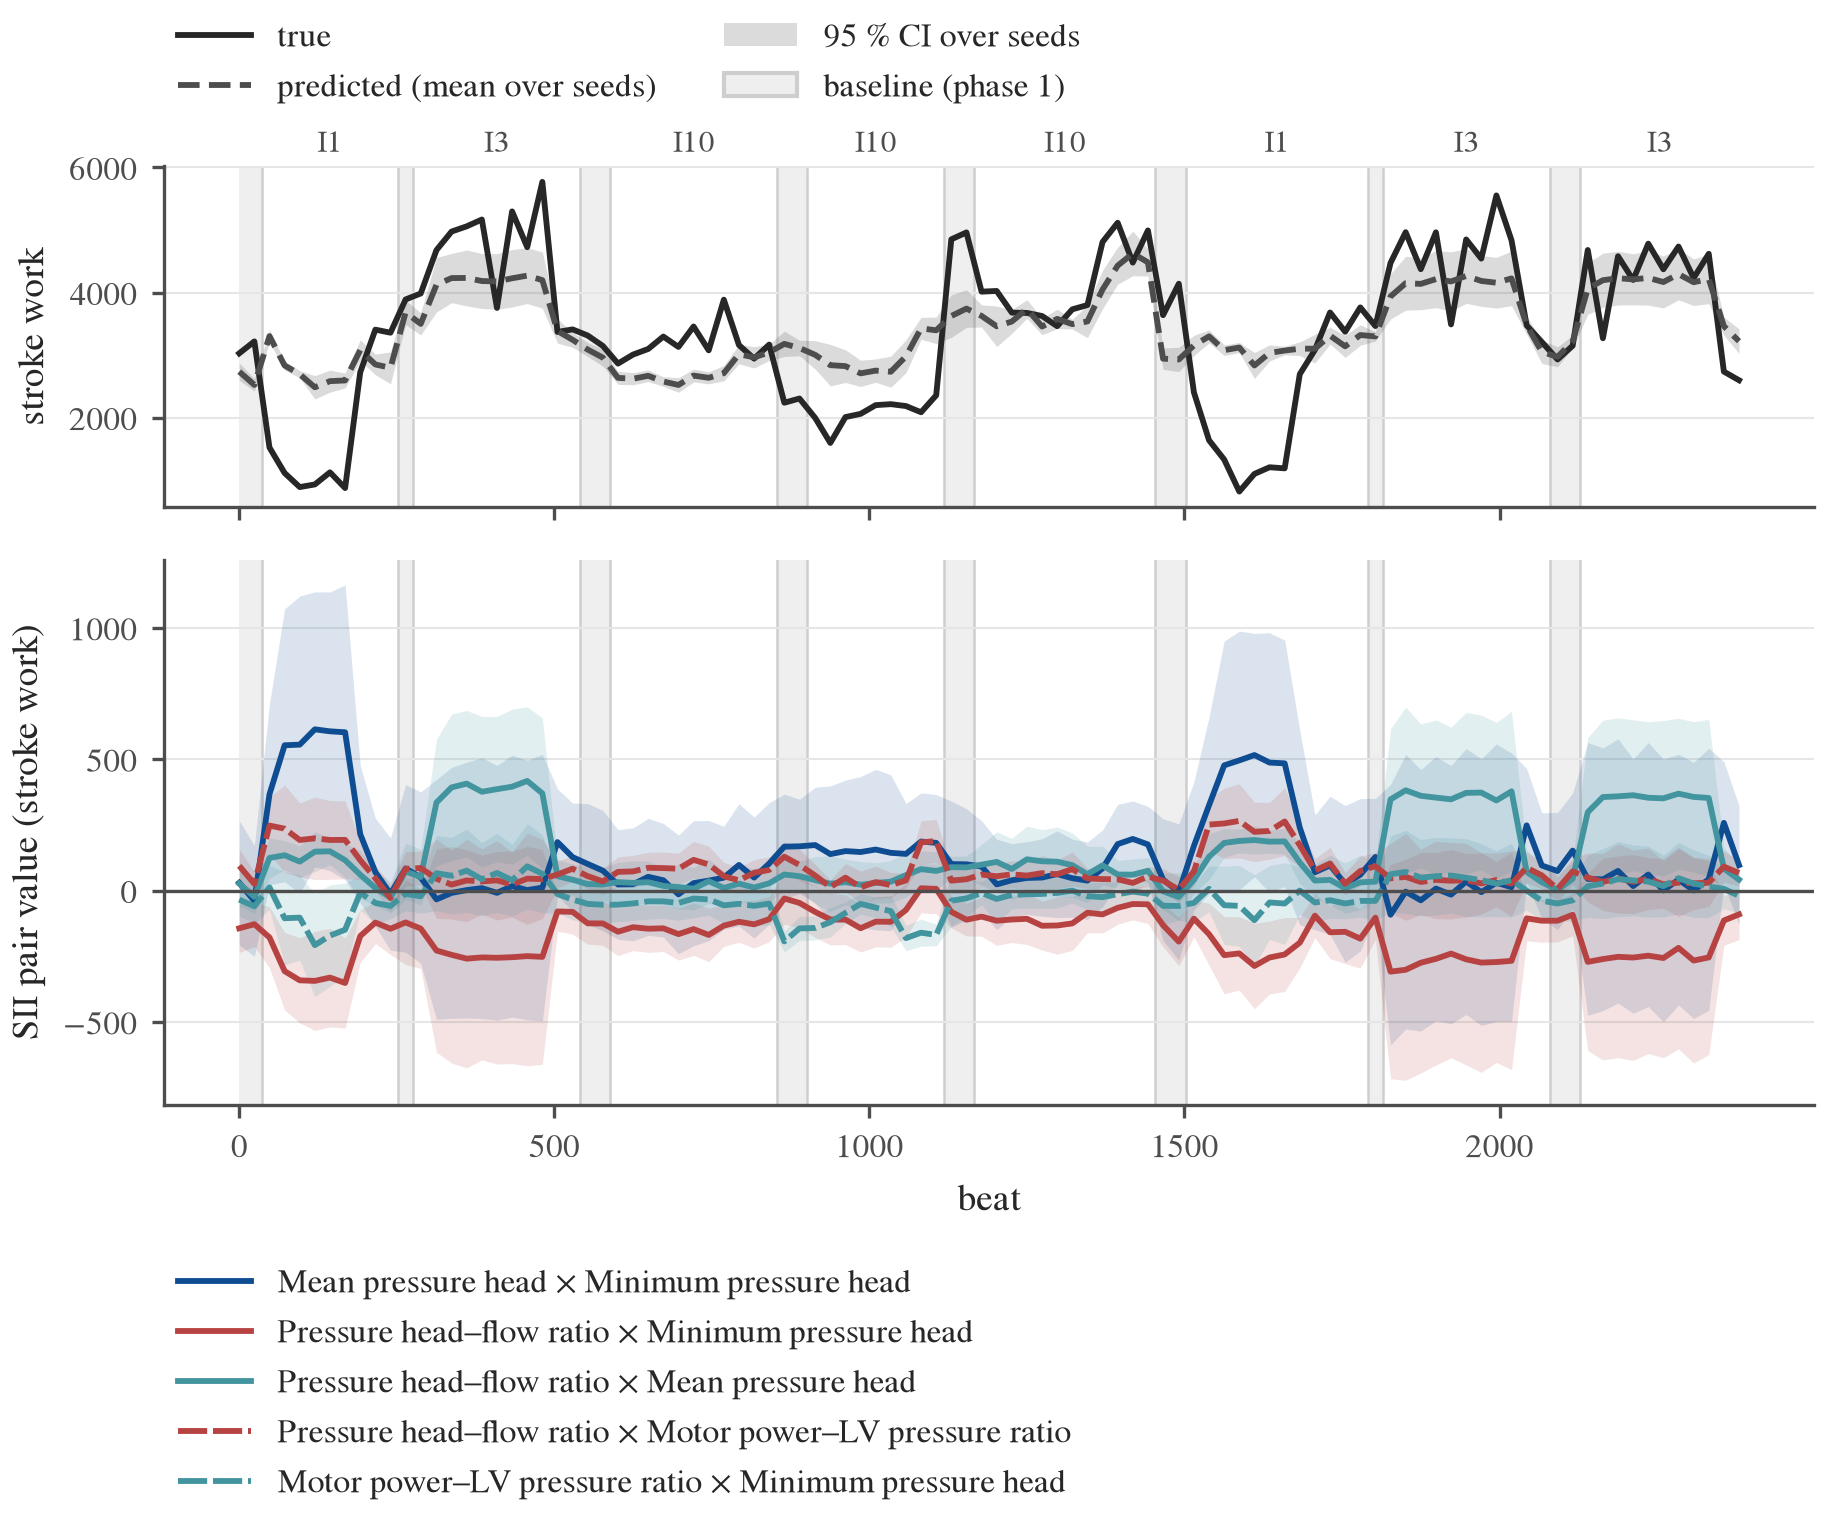 true
95 % CI over seeds
predicted (mean over seeds)
baseline (phase 1)
I1 I3 I10 I10 I10 I1 I3 I3
6000
4000
2000
stroke work
1000
500
0
−500
SII pair value (stroke work)
0 500 1000 1500 2000
beat
Mean pressure head × Minimum pressure head
Pressure head–flow ratio × Minimum pressure head
Pressure head–flow ratio × Mean pressure head
Pressure head–flow ratio × Motor power–LV pressure ratio
Motor power–LV pressure ratio × Minimum pressure head